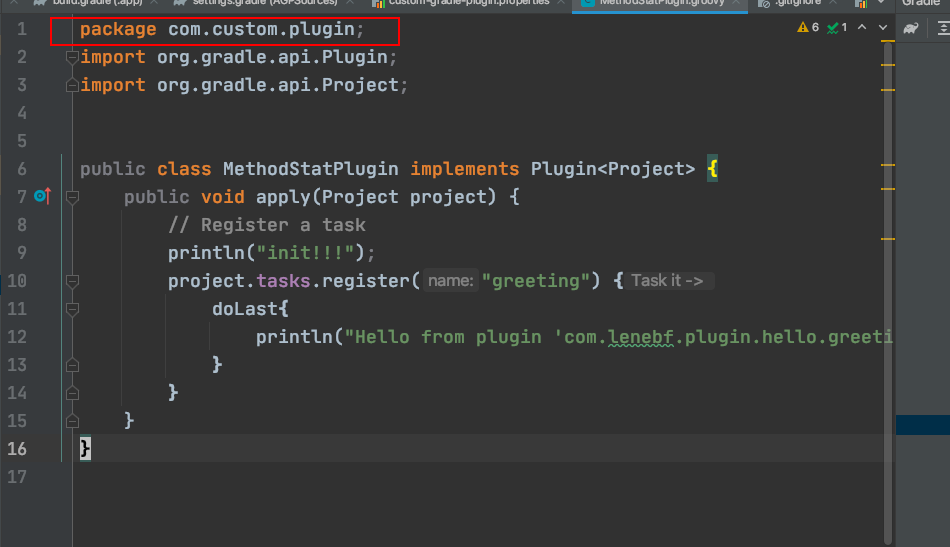 build.gradle (:app) settings.gradle (AGPSources) custom-gradle-plugin.properties MethodStatPlugin.groovy .gitignore Gradle
1 package com.custom.plugin; 6 1
2 import org.gradle.api.Plugin;
3 import org.gradle.api.Project;
4
5
6 public class MethodStatPlugin implements Plugin<Project> {
7 public void apply(Project project) {
8 // Register a task
9 println("init!!!");
10 project.tasks.register( name: "greeting") { Task it ->
11 doLast{
12 println("Hello from plugin 'com.lenebf.plugin.hello.greeti
13 }
14 }
15 }
16 }
17